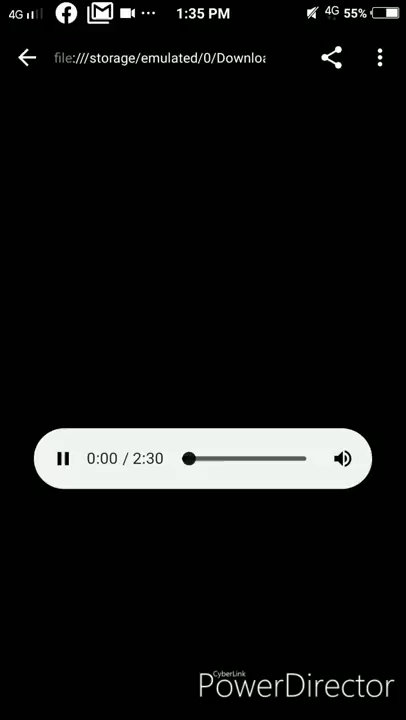 4G 1:35 PM 4G 55%
file:///storage/emulated/0/Downloa
0:00 / 2:30
CyberLink
PowerDirector